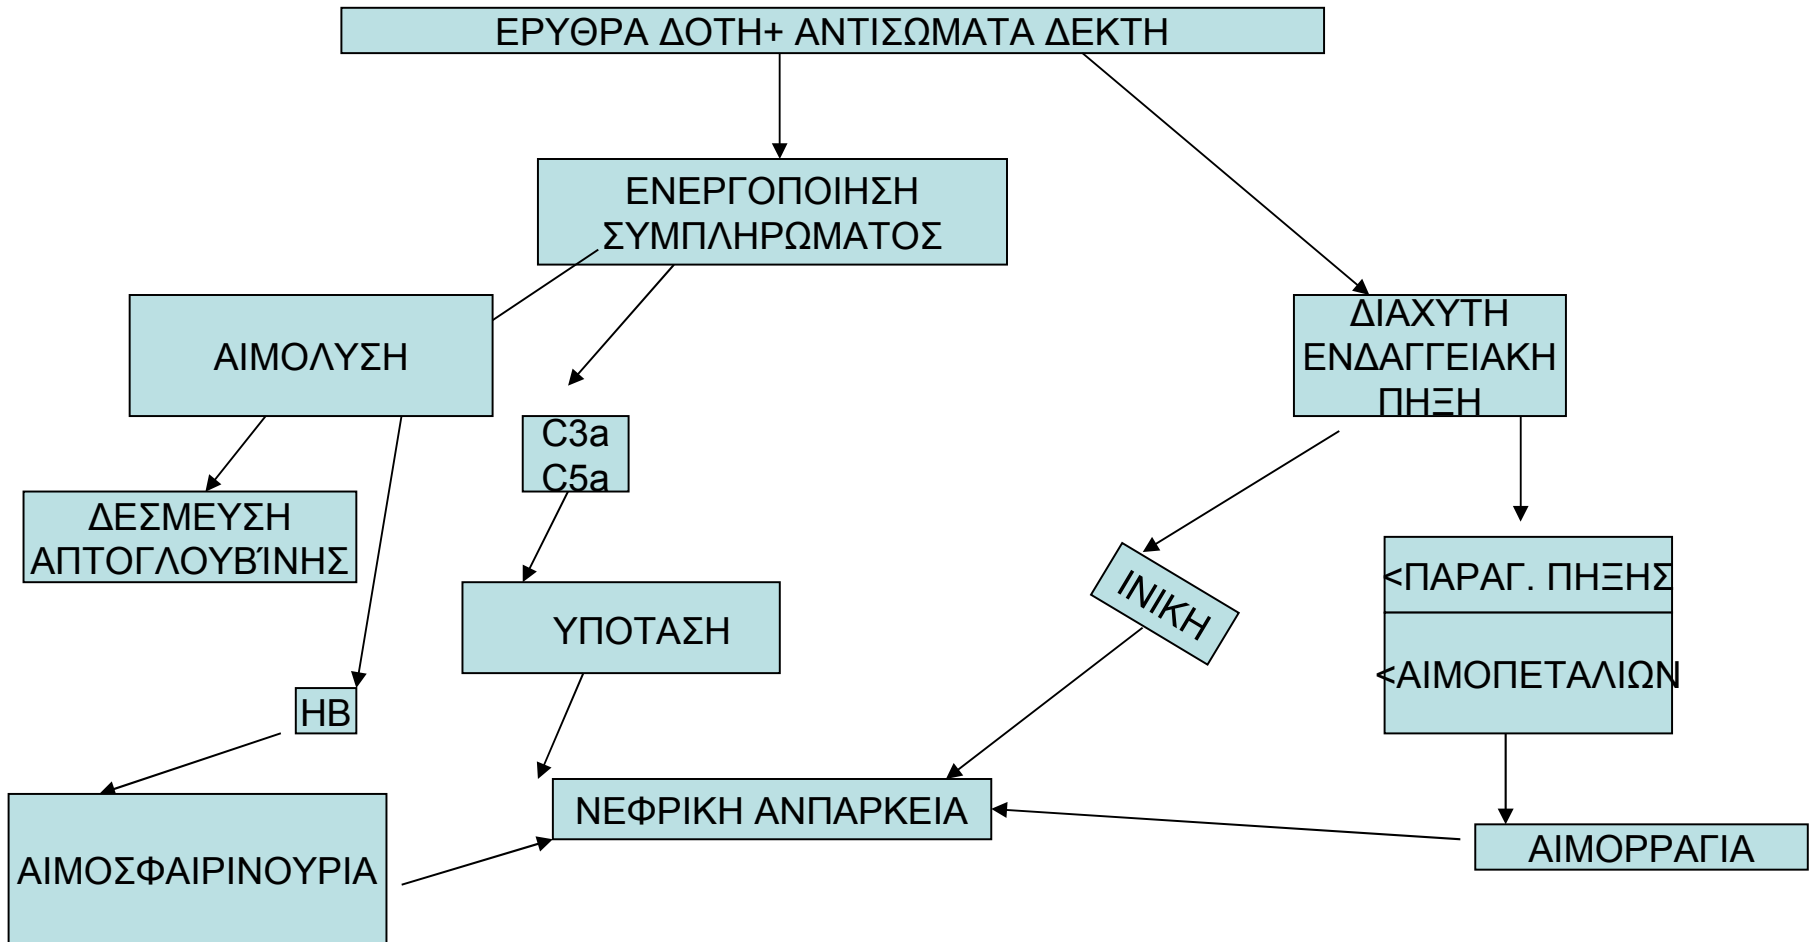 ΕΡΥΘΡΑ ΔΟΤΗ+ ΑΝΤΙΣΩΜΑΤΑ ΔΕΚΤΗ
ΕΝΕΡΓΟΠΟΙΗΣΗ
ΣΥΜΠΛΗΡΩΜΑΤΟΣ
ΑΙΜΟΛΥΣΗ
ΔΙΑΧΥΤΗ
ΕΝΔΑΓΓΕΙΑΚΗ
ΠΗΞΗ
C3a
C5a
ΔΕΣΜΕΥΣΗ
ΑΠΤΟΓΛΟΥΒΊΝΗΣ
<ΠΑΡΑΓ. ΠΗΞΗΣ
ΙΝΙΚΗ
ΥΠΟΤΑΣΗ
<ΑΙΜΟΠΕΤΑΛΙΩΝ
ΗΒ
ΝΕΦΡΙΚΗ ΑΝΠΑΡΚΕΙΑ
ΑΙΜΟΡΡΑΓΙΑ
ΑΙΜΟΣΦΑΙΡΙΝΟΥΡΙΑ